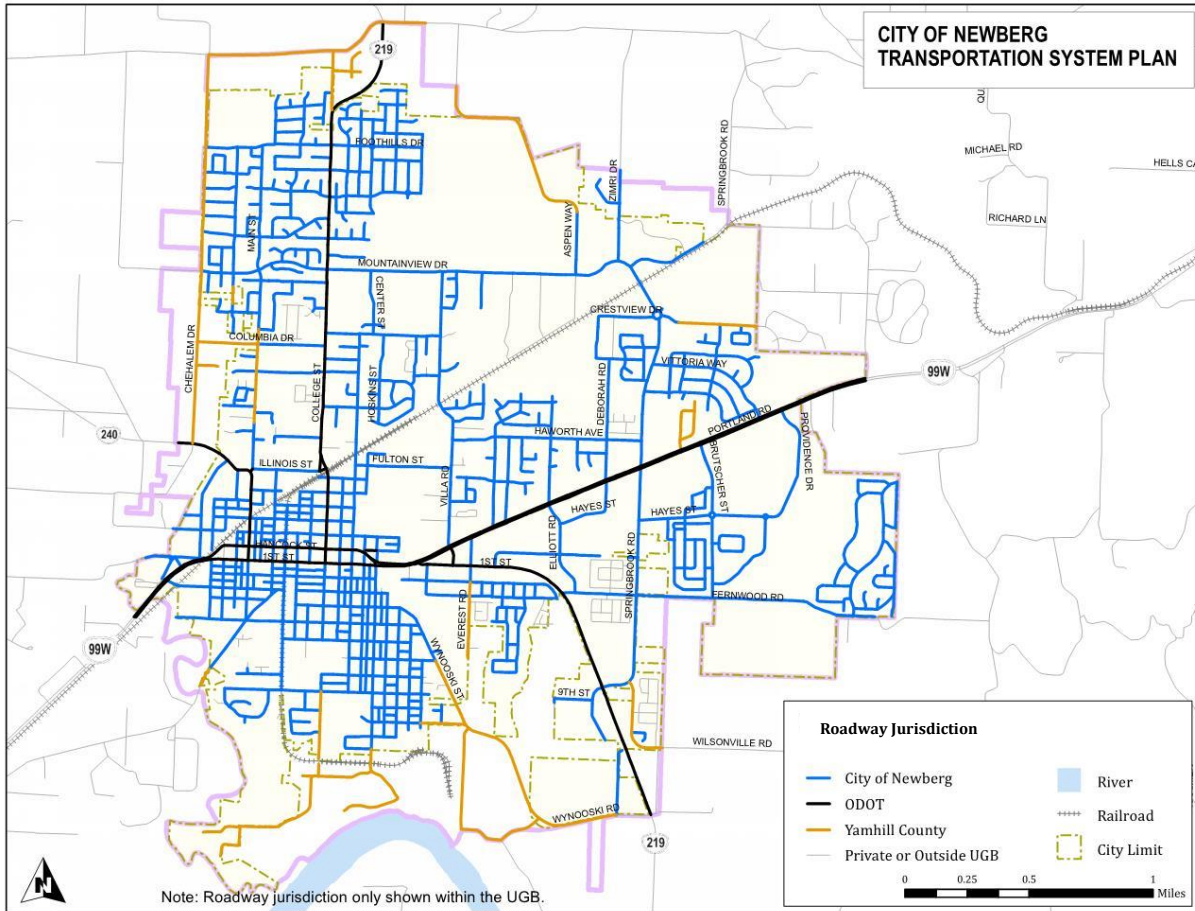 CITY OF NEWBERG
TRANSPORTATION SYSTEM PLAN
219
FOOTHILLS DR
ZIMRI DR
SPRINGBROOK RD
QU
MICHAEL RD
HELLS CA
RICHARD LN
MAIN ST
ASPEN WAY
MOUNTAINVIEW DR
CENTER ST
CRESTVIEW DR
COLUMBIA DR
CHEHALEM DR
VITTORIA WAY
99W
COLLEGE ST
HOSKINS ST
DEBORAH RD
PORTLAND RD
PROVIDENCE DR
240
HAWORTH AVE
ILLINOIS ST
FULTON ST
VILLA RD
BRUTSCHER ST
HAYES ST
HAYES ST
ELLIOTT RD
HANCOCK ST
1ST ST
1ST ST
SPRINGBROOK RD
EVEREST RD
FERNWOOD RD
99W
WYNOOSKI ST
9TH ST
WILSONVILLE RD
WYNOOSKI RD
219
Roadway Jurisdiction
City of Newberg
ODOT
Yamhill County
Private or Outside UGB
River
Railroad
City Limit
0 0.25 0.5 1
Miles
N
Note: Roadway jurisdiction only shown within the UGB.